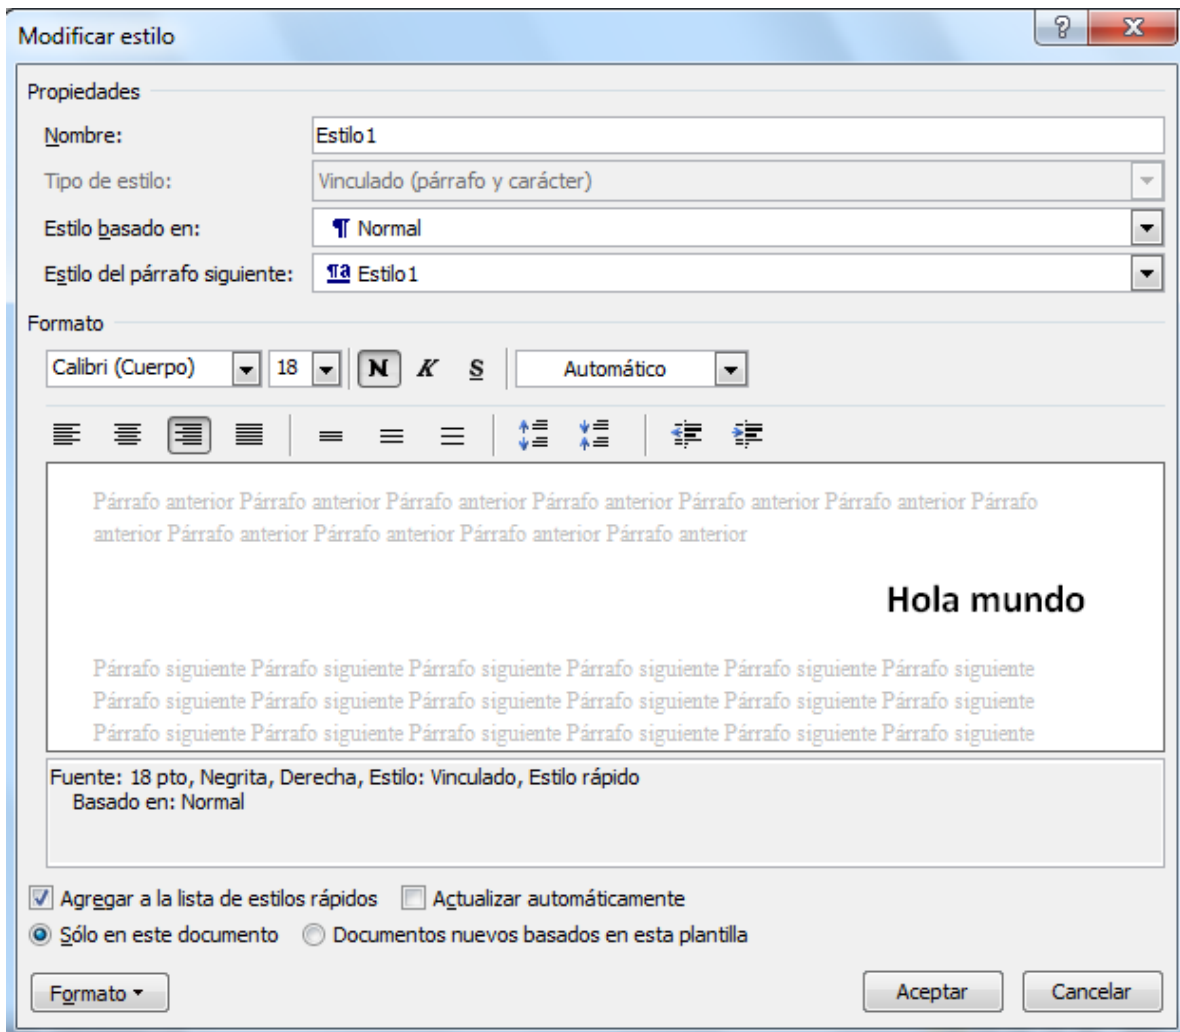 Modificar estilo
Propiedades
Nombre: Estilo1
Tipo de estilo: Vinculado (párrafo y carácter)
Estilo basado en: ¶ Normal
Estilo del párrafo siguiente: ¶a Estilo1
Formato
Calibri (Cuerpo) 18 N K S Automático
Párrafo anterior Párrafo anterior Párrafo anterior Párrafo anterior Párrafo anterior Párrafo anterior Párrafo
anterior Párrafo anterior Párrafo anterior Párrafo anterior Párrafo anterior
Hola mundo
Párrafo siguiente Párrafo siguiente Párrafo siguiente Párrafo siguiente Párrafo siguiente Párrafo siguiente
Párrafo siguiente Párrafo siguiente Párrafo siguiente Párrafo siguiente Párrafo siguiente Párrafo siguiente
Párrafo siguiente Párrafo siguiente Párrafo siguiente Párrafo siguiente Párrafo siguiente Párrafo siguiente
Fuente: 18 pto, Negrita, Derecha, Estilo: Vinculado, Estilo rápido
Basado en: Normal
Agregar a la lista de estilos rápidos Actualizar automáticamente
Sólo en este documento Documentos nuevos basados en esta plantilla
Formato Aceptar Cancelar